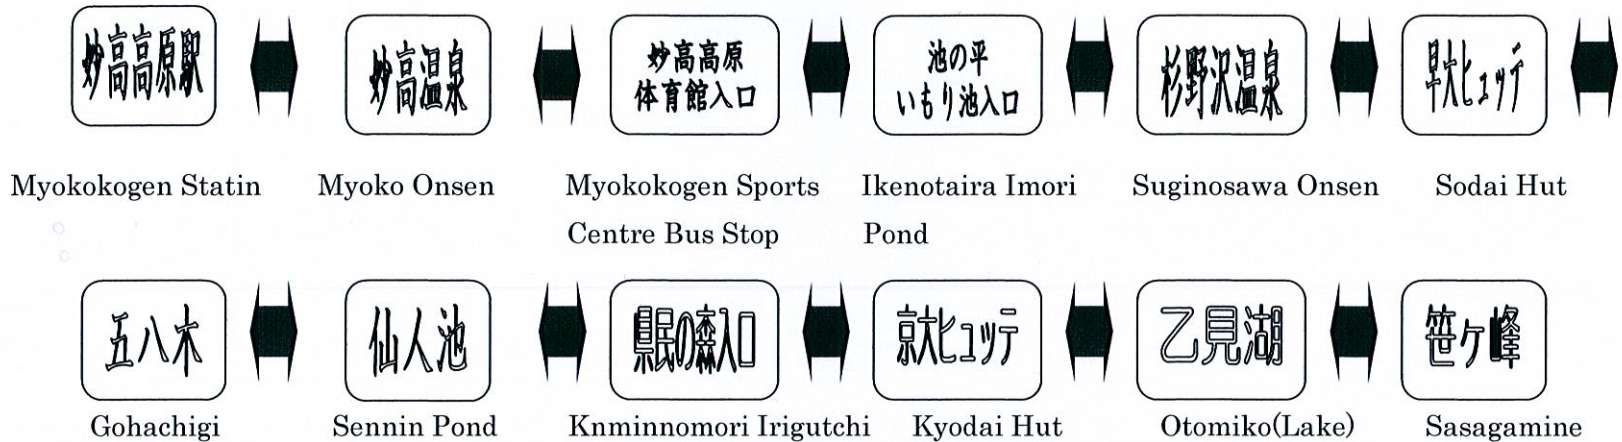 妙高高原駅
妙高温泉
妙高高原
体育館入口
池の平
いもり池入口
杉野沢温泉
早大ヒュッテ
Myokokogen Statin
Myoko Onsen
Myokokogen Sports
Centre Bus Stop
Ikenotaira Imori
Pond
Suginosawa Onsen
Sodai Hut
五八木
仙人池
県民の森入口
京大ヒュッテ
乙見湖
笹ヶ峰
Gohachigi
Sennin Pond
Knminnomori Irigutchi
Kyodai Hut
Otomiko(Lake)
Sasagamine